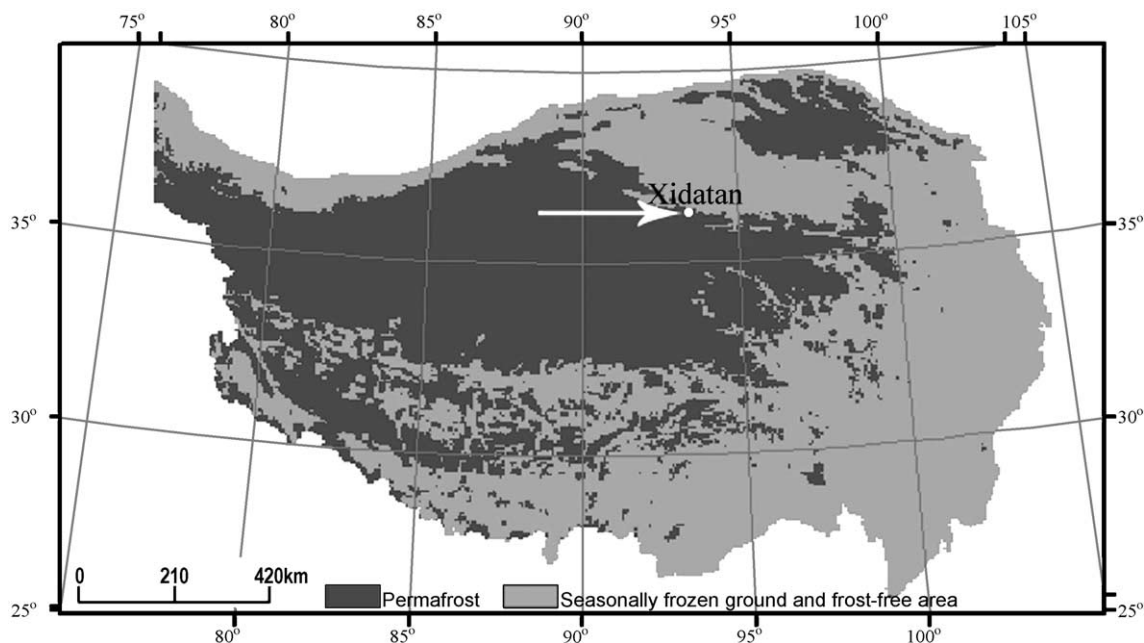 75º 80º 85º 90º 95º 100º 105º
Xidatan
35º 35º
30º 30º
0 210 420km
Permafrost Seasonally frozen ground and frost-free area
25º 25º
80º 85º 90º 95º 100º